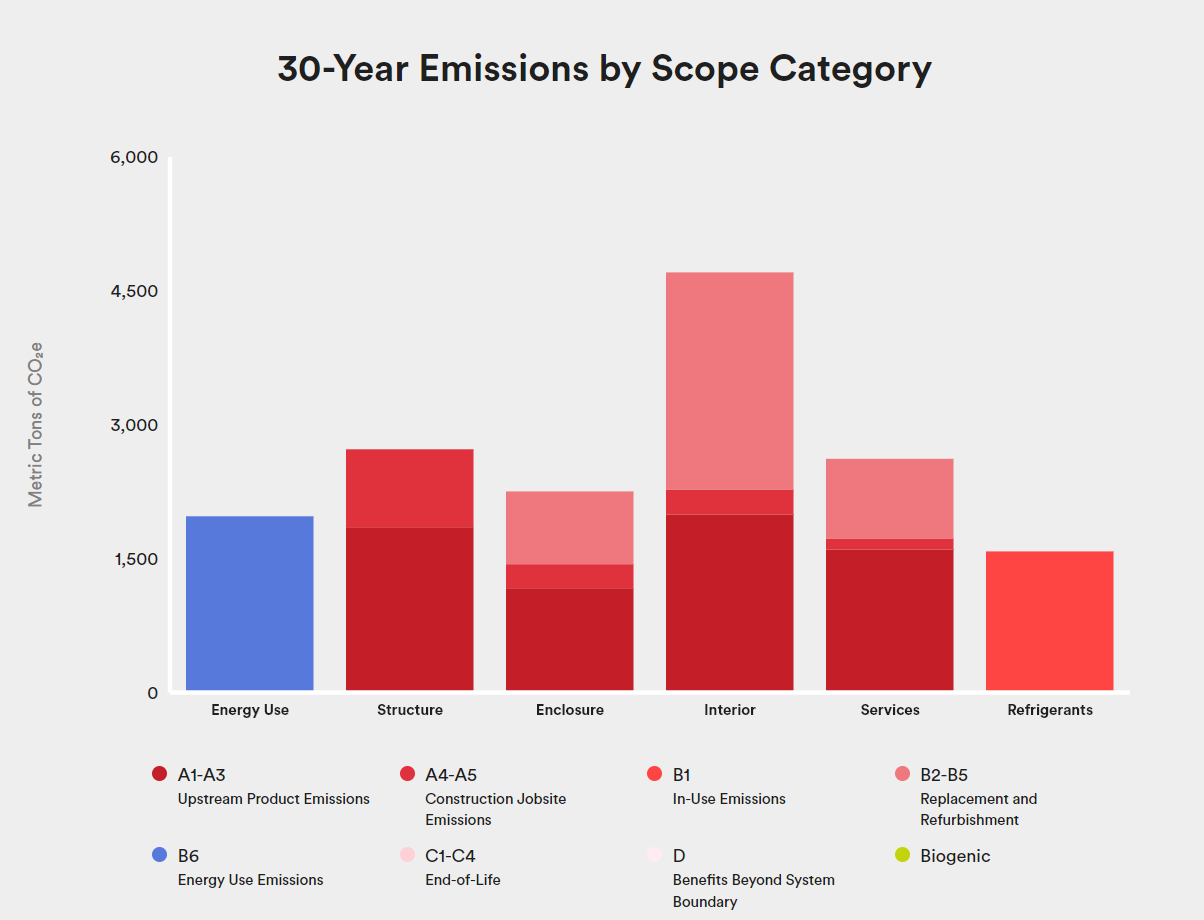 30-Year Emissions by Scope Category
6,000
4,500
3,000
1,500
0
Metric Tons of CO₂e
Energy Use
Structure
Enclosure
Interior
Services
Refrigerants
A1-A3
Upstream Product Emissions
A4-A5
Construction Jobsite
Emissions
B1
In-Use Emissions
B2-B5
Replacement and
Refurbishment
B6
Energy Use Emissions
C1-C4
End-of-Life
D
Benefits Beyond System
Boundary
Biogenic